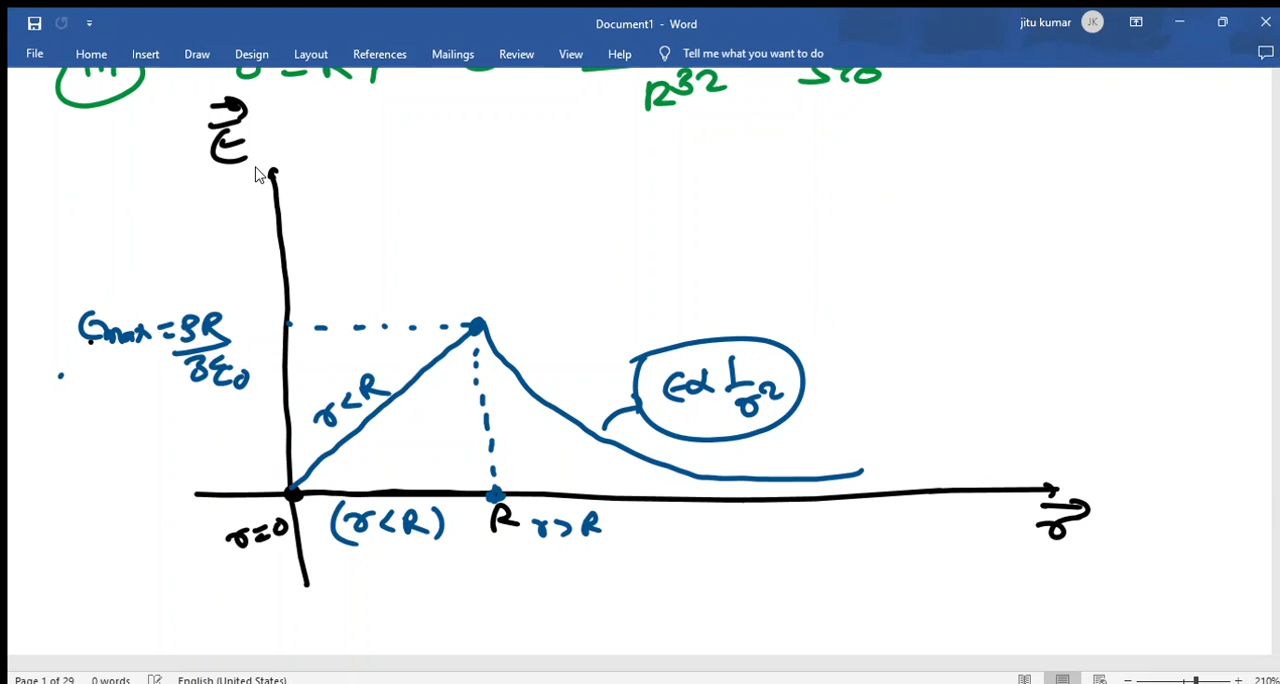 Document1 - Word
jitu kumar JK
File Home Insert Draw Design Layout References Mailings Review View Help Tell me what you want to do
R32
E
Emax = ρR
3ε0
r<R
E∝ 1
r2
r=0
(r<R)
R
r>R
r
Page 1 of 29 0 words English (United States) 210%